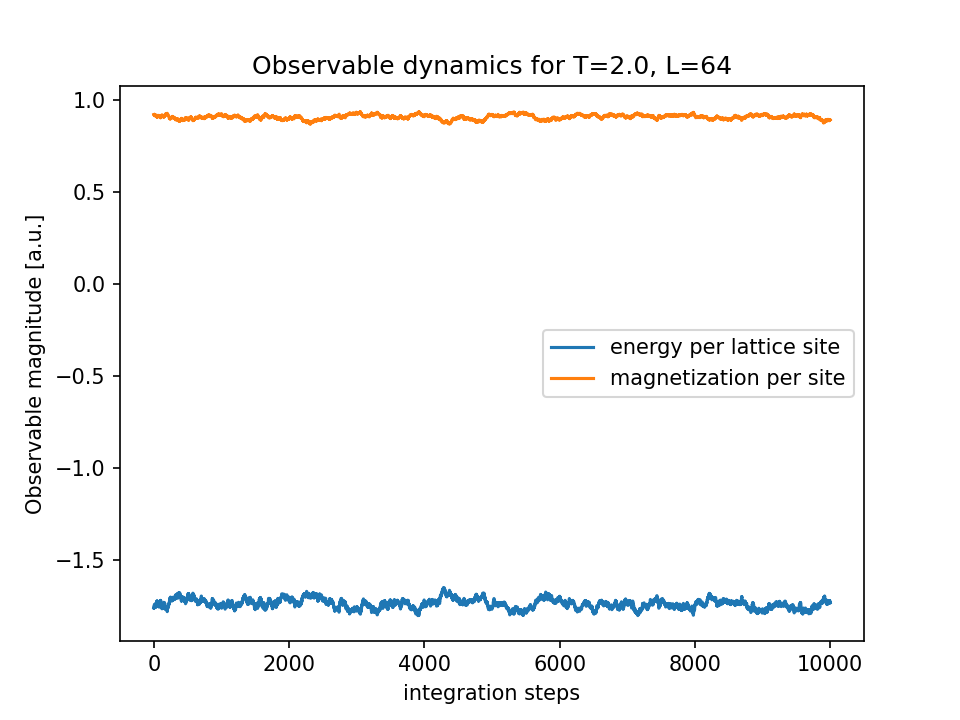 Observable dynamics for T=2.0, L=64
1.0
0.5
0.0
−0.5
−1.0
−1.5
Observable magnitude [a.u.]
energy per lattice site
magnetization per site
0 2000 4000 6000 8000 10000
integration steps